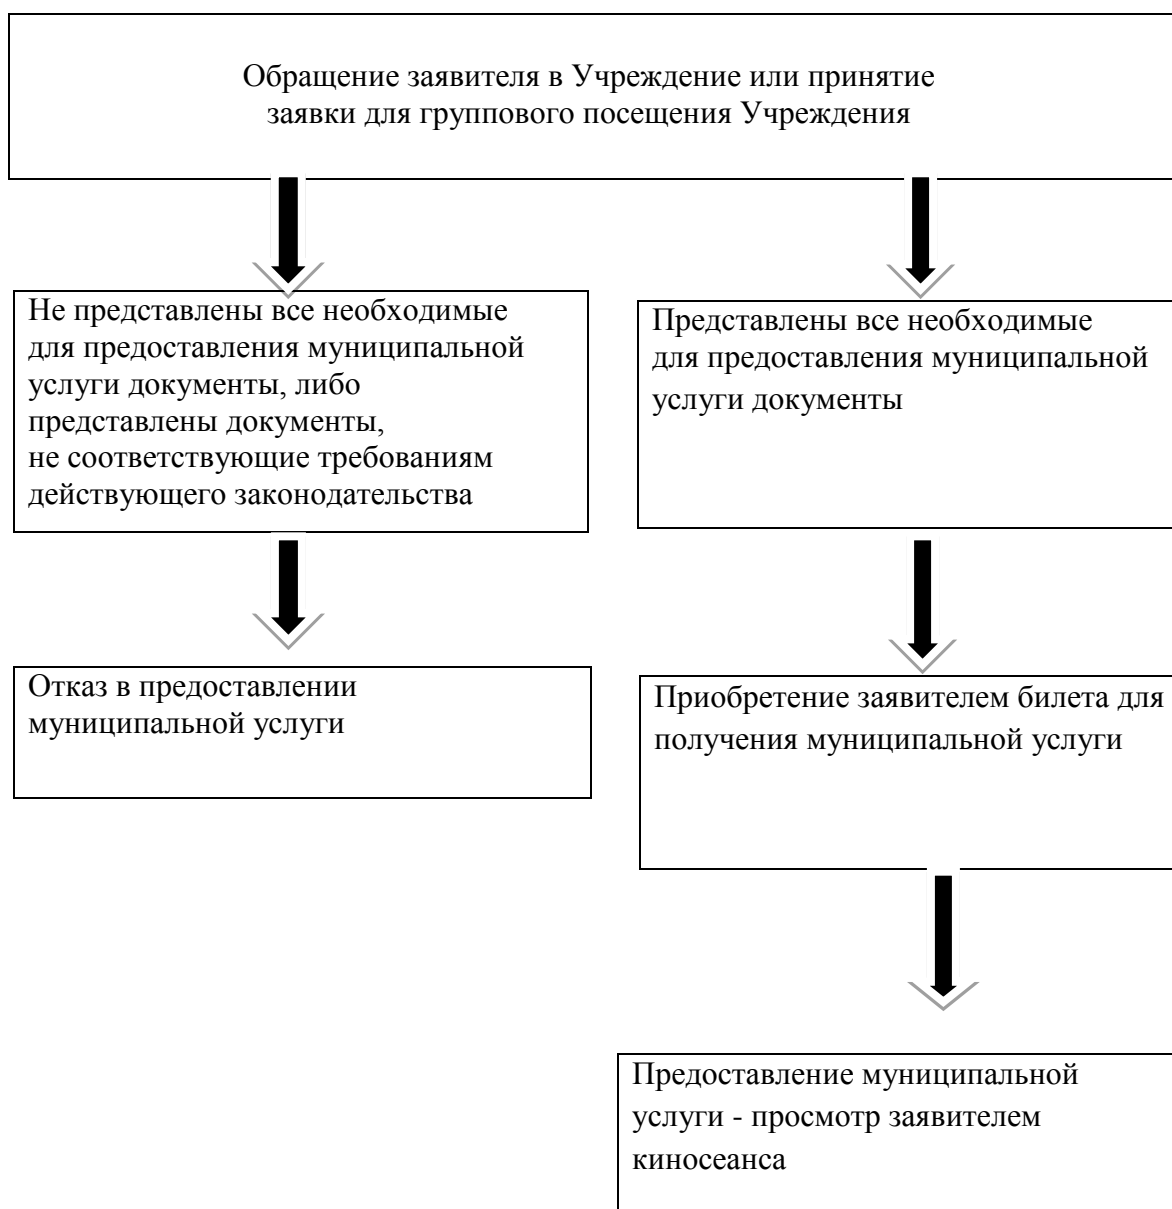 Обращение заявителя в Учреждение или принятие
заявки для группового посещения Учреждения
Не представлены все необходимые
для предоставления муниципальной
услуги документы, либо
представлены документы,
не соответствующие требованиям
действующего законодательства
Представлены все необходимые
для предоставления муниципальной
услуги документы
Отказ в предоставлении
муниципальной услуги
Приобретение заявителем билета для
получения муниципальной услуги
Предоставление муниципальной
услуги - просмотр заявителем
киносеанса